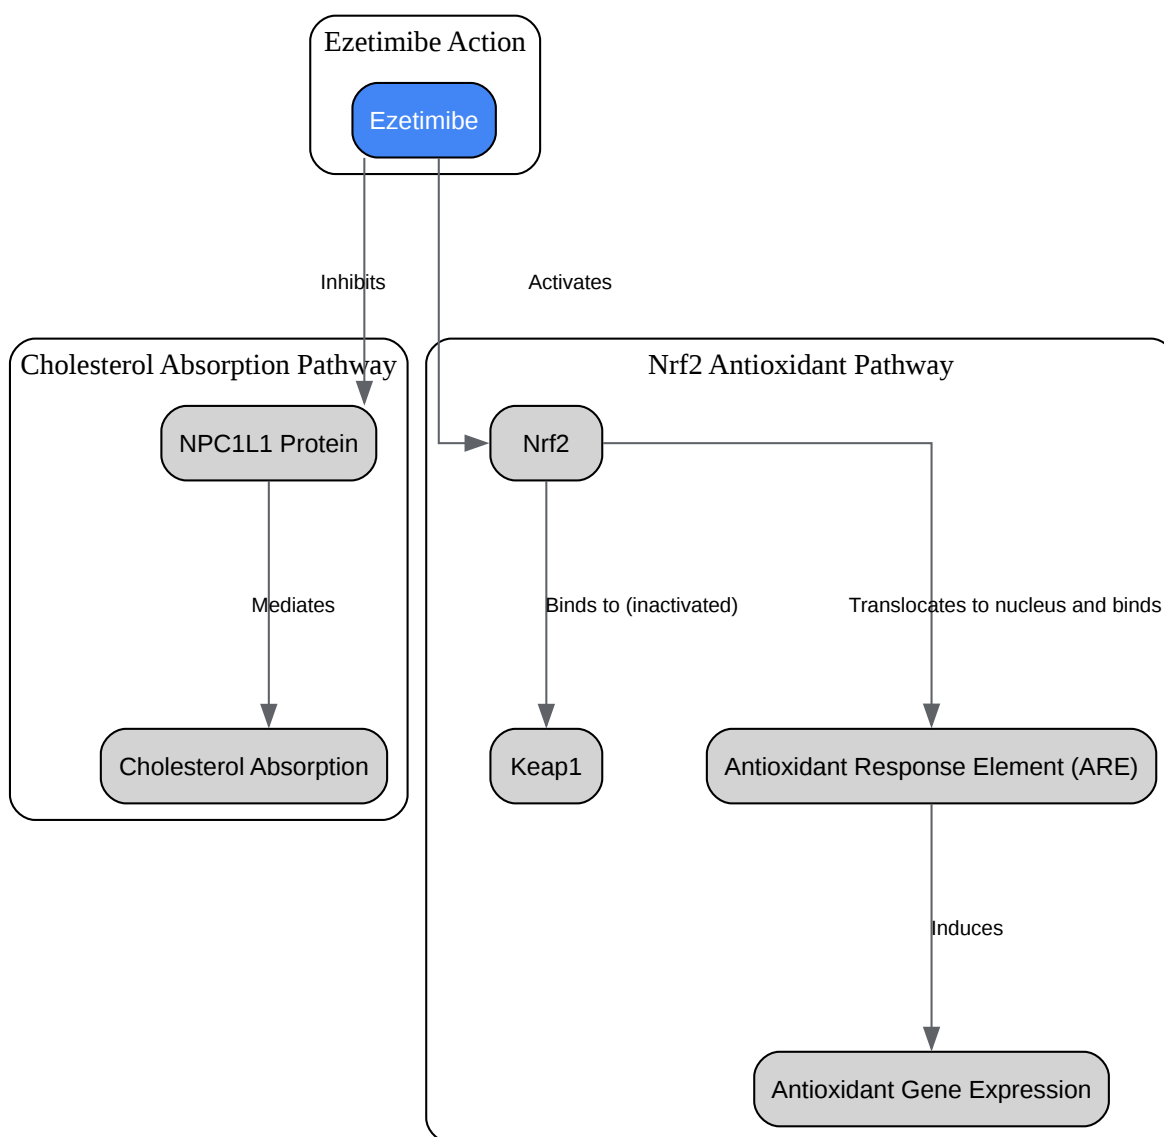 Ezetimibe Action
Ezetimibe
Inhibits
Activates
Cholesterol Absorption Pathway
Nrf2 Antioxidant Pathway
NPC1L1 Protein
Nrf2
Mediates
Binds to (inactivated)
Translocates to nucleus and binds
Cholesterol Absorption
Keap1
Antioxidant Response Element (ARE)
Induces
Antioxidant Gene Expression